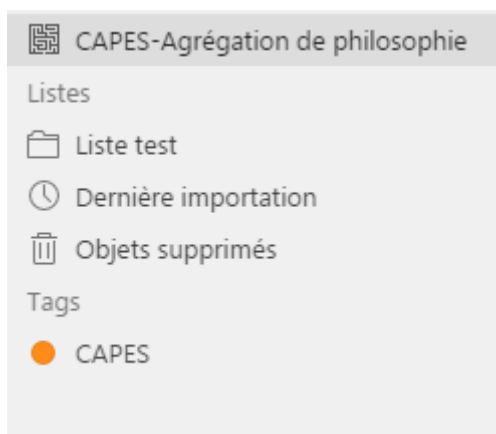 CAPES-Agrégation de philosophie
Listes
Liste test
Dernière importation
Objets supprimés
Tags
CAPES